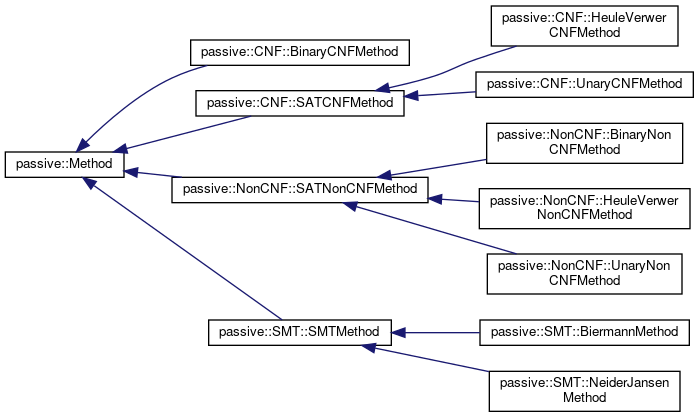 passive::CNF::HeuleVerwer
CNFMethod
passive::CNF::BinaryCNFMethod
passive::CNF::UnaryCNFMethod
passive::CNF::SATCNFMethod
passive::NonCNF::BinaryNon
CNFMethod
passive::Method
passive::NonCNF::SATNonCNFMethod
passive::NonCNF::HeuleVerwer
NonCNFMethod
passive::NonCNF::UnaryNon
CNFMethod
passive::SMT::SMTMethod
passive::SMT::BiermannMethod
passive::SMT::NeiderJansen
Method